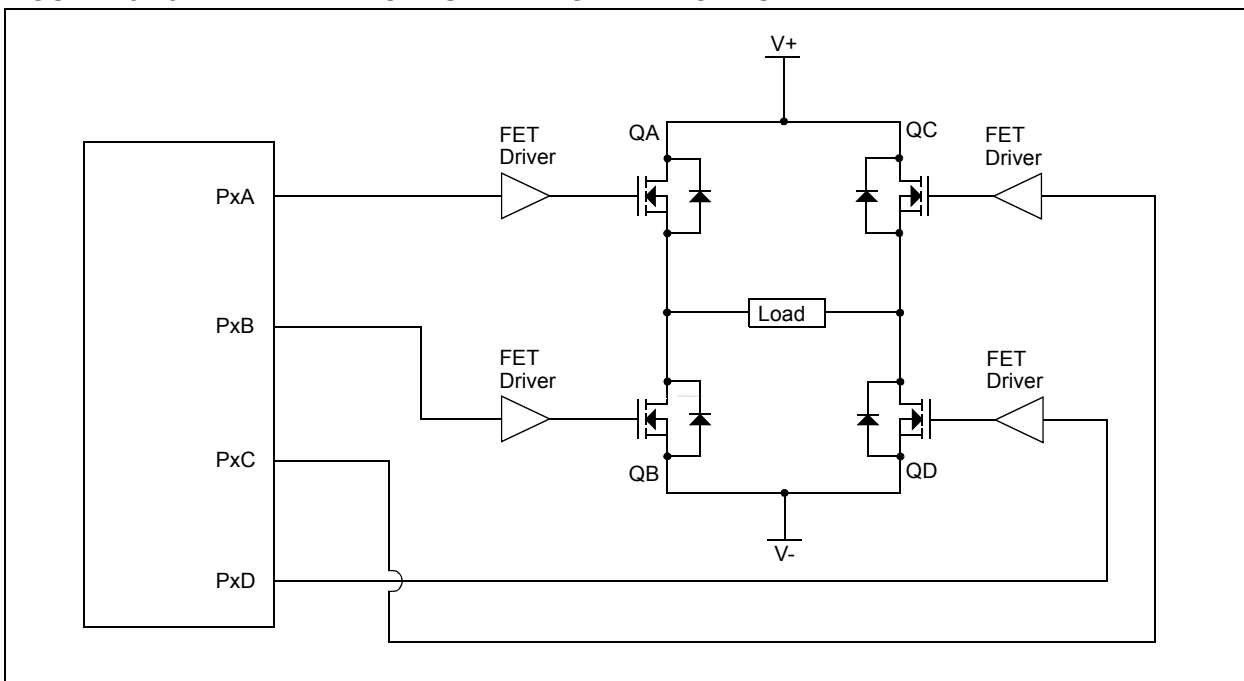 V+
QA
QC
FET
Driver
FET
Driver
PxA
PxB
Load
FET
Driver
FET
Driver
PxC
QB
QD
V-
PxD